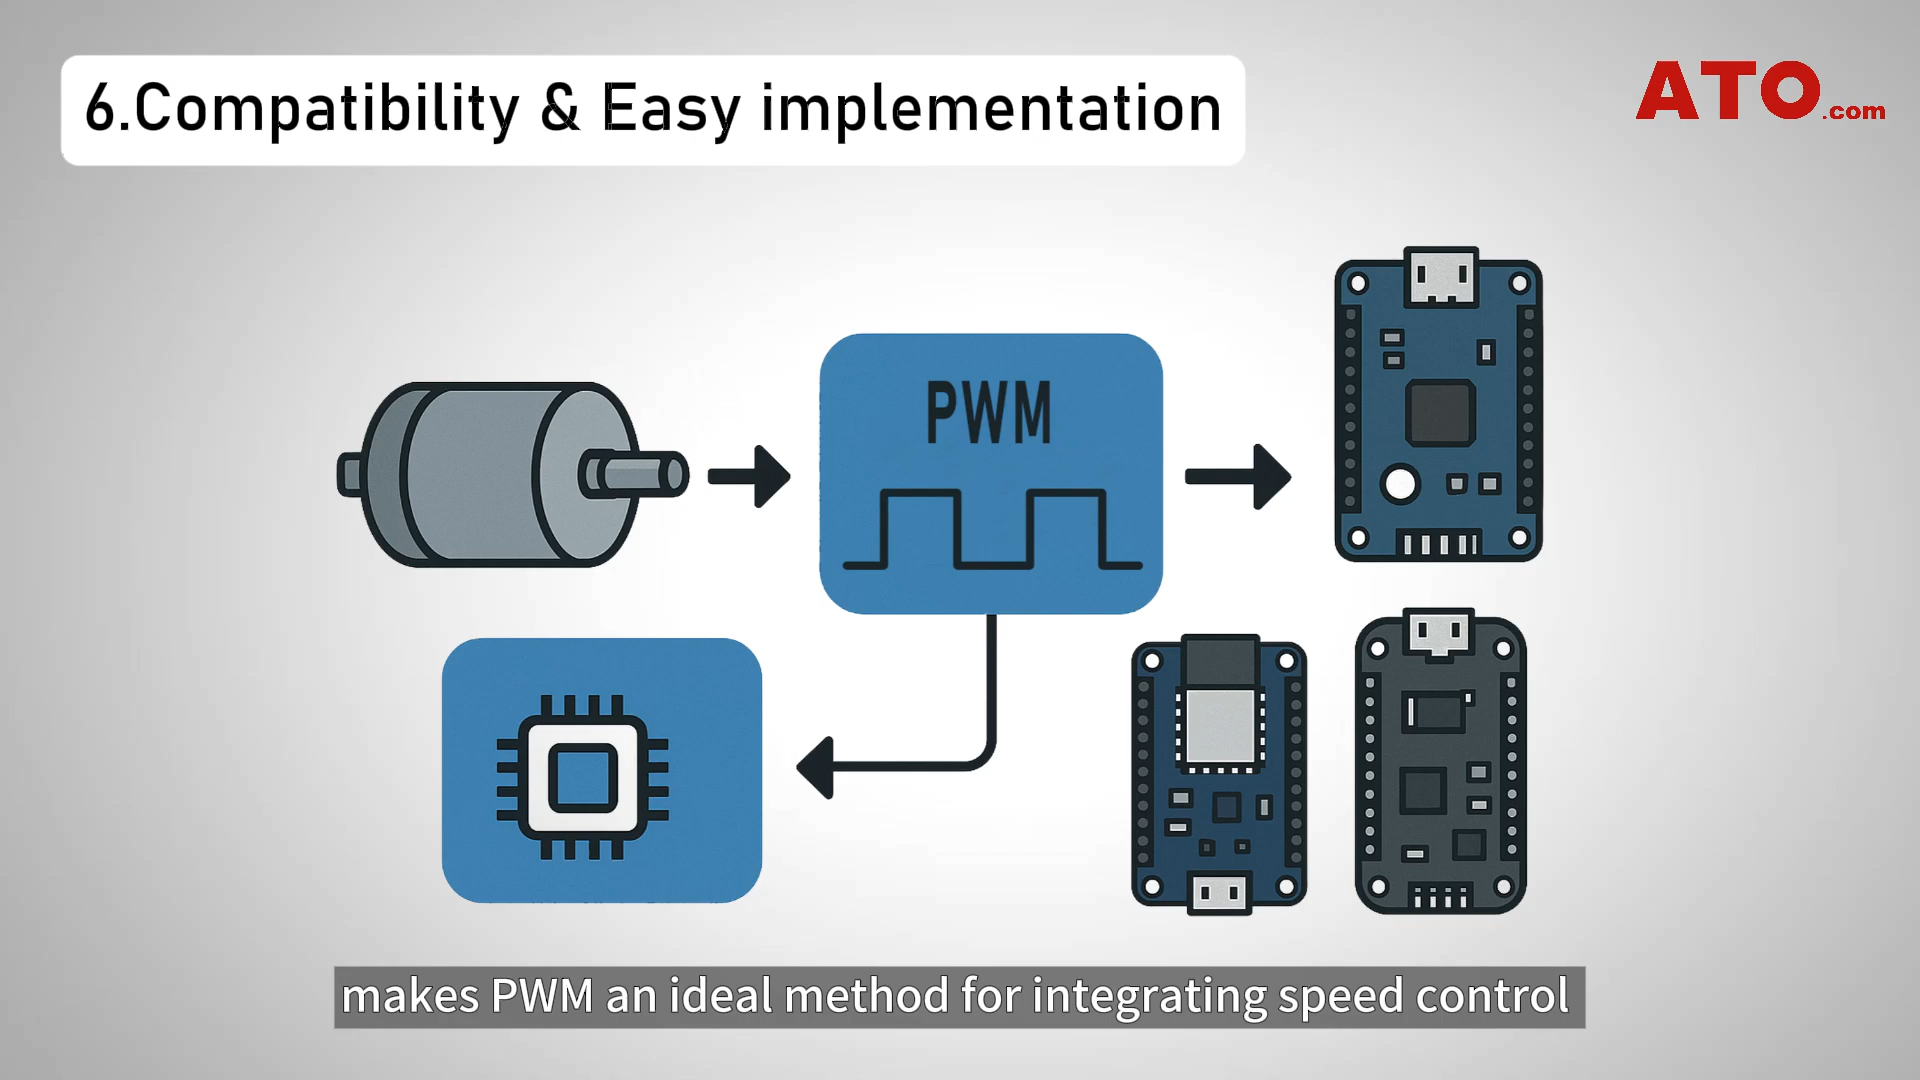 6.Compatibility & Easy implementation
ATO.com
PWM
makes PWM an ideal method for integrating speed control